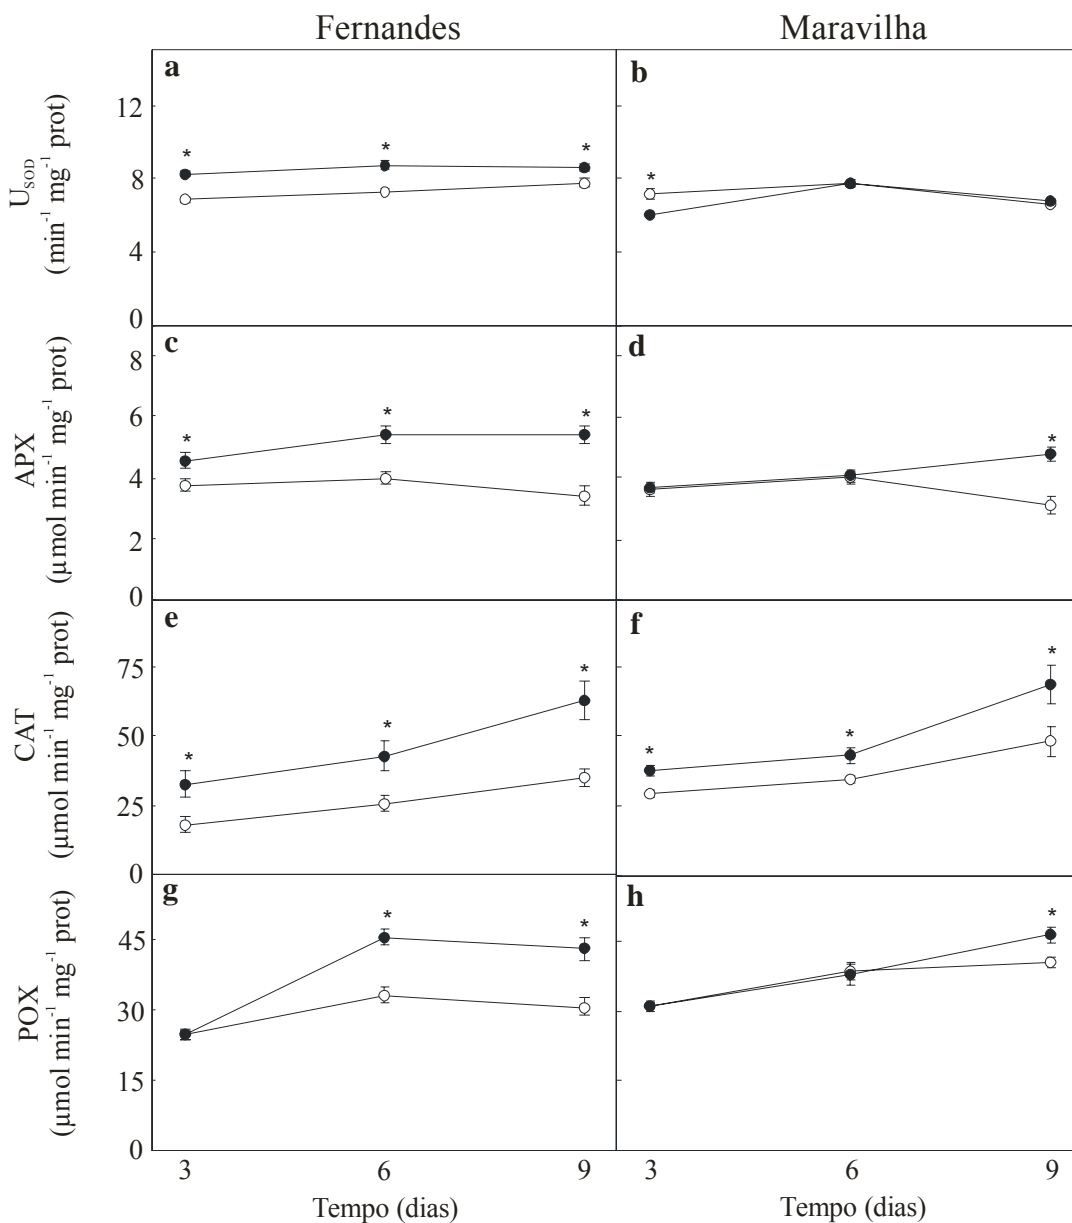 Fernandes
Maravilha
a
b
U_SOD
(min⁻¹ mg⁻¹ prot)
12
8
4
0
*
*
*
*
c
d
APX
(µmol min⁻¹ mg⁻¹ prot)
8
6
4
2
0
*
*
*
*
e
f
CAT
(µmol min⁻¹ mg⁻¹ prot)
75
50
25
0
*
*
*
*
*
*
g
h
POX
(µmol min⁻¹ mg⁻¹ prot)
45
30
15
0
*
*
*
3 6 9
3 6 9
Tempo (dias)
Tempo (dias)